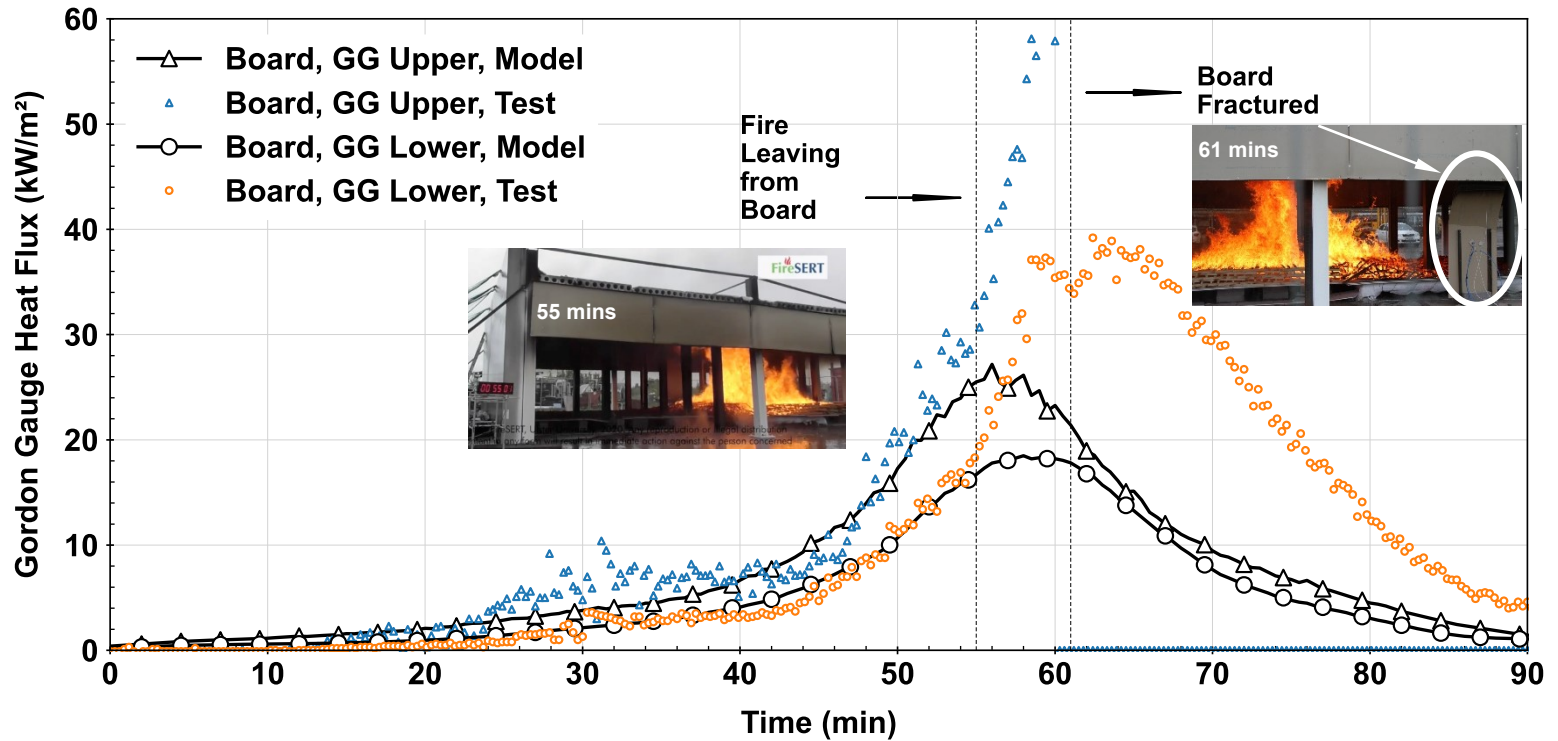 Gordon Gauge Heat Flux (kW/m²)
60
50
40
30
20
10
0
Board, GG Upper, Model
Board, GG Upper, Test
Board, GG Lower, Model
Board, GG Lower, Test
Fire
Leaving
from
Board
Board
Fractured
61 mins
FireSERT
55 mins
0 10 20 30 40 50 60 70 80 90
Time (min)